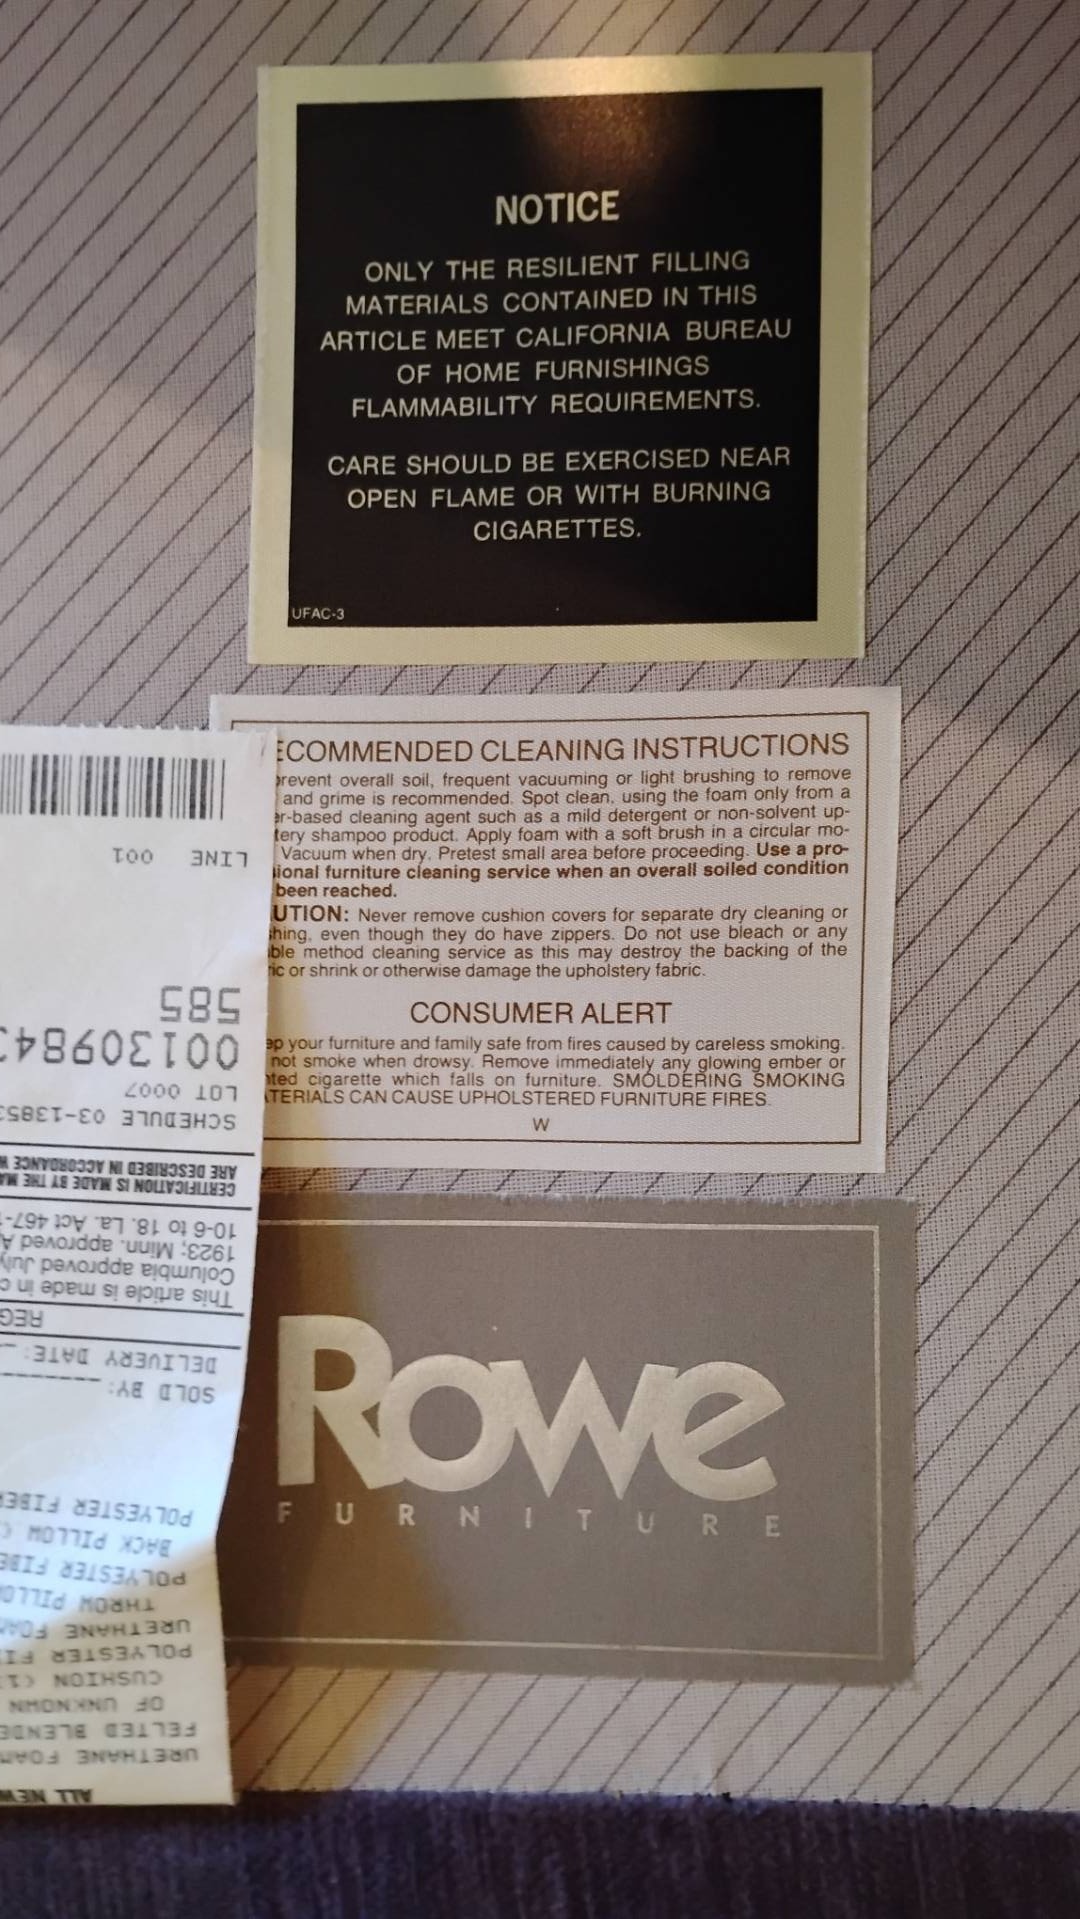 NOTICE
ONLY THE RESILIENT FILLING
MATERIALS CONTAINED IN THIS
ARTICLE MEET CALIFORNIA BUREAU
OF HOME FURNISHINGS
FLAMMABILITY REQUIREMENTS.
CARE SHOULD BE EXERCISED NEAR
OPEN FLAME OR WITH BURNING
CIGARETTES.
UFAC-3
ECOMMENDED CLEANING INSTRUCTIONS
prevent overall soil, frequent vacuuming or light brushing to remove
and grime is recommended. Spot clean, using the foam only from a
er-based cleaning agent such as a mild detergent or non-solvent up-
tery shampoo product. Apply foam with a soft brush in a circular mo-
Vacuum when dry. Pretest small area before proceeding. Use a pro-
sional furniture cleaning service when an overall soiled condition
been reached.
UTION: Never remove cushion covers for separate dry cleaning or
hing, even though they do have zippers. Do not use bleach or any
ble method cleaning service as this may destroy the backing of the
ric or shrink or otherwise damage the upholstery fabric.
CONSUMER ALERT
ep your furniture and family safe from fires caused by careless smoking.
not smoke when drowsy. Remove immediately any glowing ember or
hted cigarette which falls on furniture. SMOLDERING SMOKING
TERIALS CAN CAUSE UPHOLSTERED FURNITURE FIRES.
W
Rowe
FURNITURE
ALL NEW
URETHANE FOAM
FELTED BLENDE
OF UNKNOWN
CUSHION (1
POLYESTER FI
URETHANE FOAM
THROW PILLOW
POLYESTER FIBE
BACK PILLOW (
POLYESTER FIBER
SOLD BY:
DELIVERY DATE:
REG
This article is made in c
Columbia approved July
1923; Minn. approved A
10-6 to 18. La. Act 467-
CERTIFICATION IS MADE BY THE MA
ARE DESCRIBED IN ACCORDANCE W
SCHEDULE 03-1385
LOT 0007
00130984
585
LINE 001